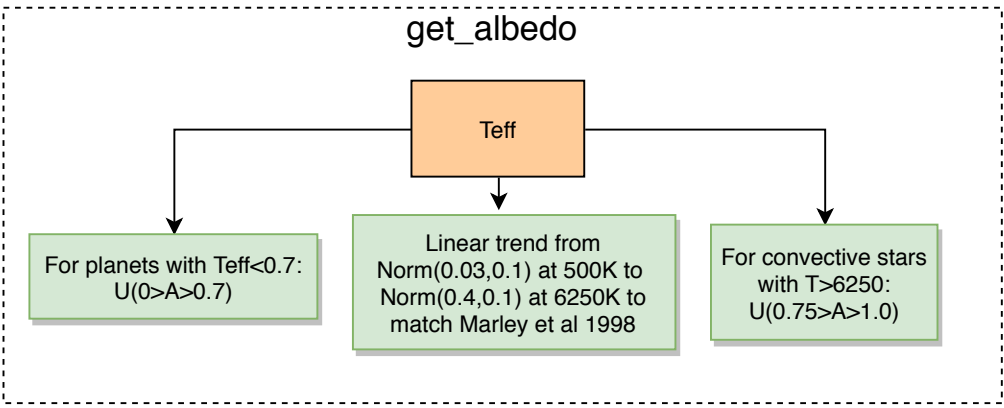 get_albedo
Teff
For planets with Teff<0.7:
U(0>A>0.7)
Linear trend from
Norm(0.03,0.1) at 500K to
Norm(0.4,0.1) at 6250K to
match Marley et al 1998
For convective stars
with T>6250:
U(0.75>A>1.0)